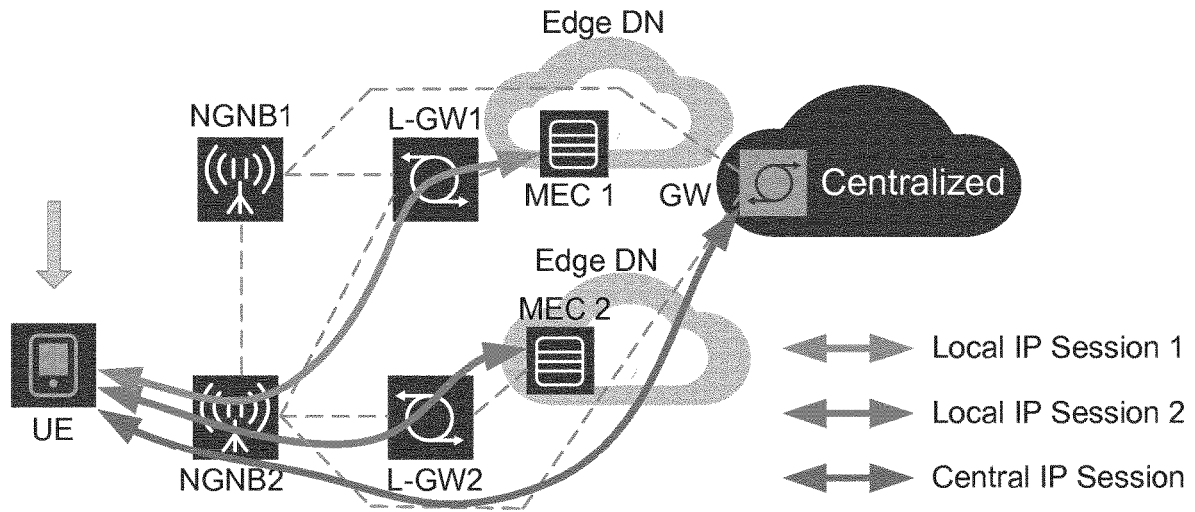 Edge DN
NGNB1
L-GW1
MEC 1
GW
Centralized
Edge DN
MEC 2
UE
NGNB2
L-GW2
Local IP Session 1
Local IP Session 2
Central IP Session